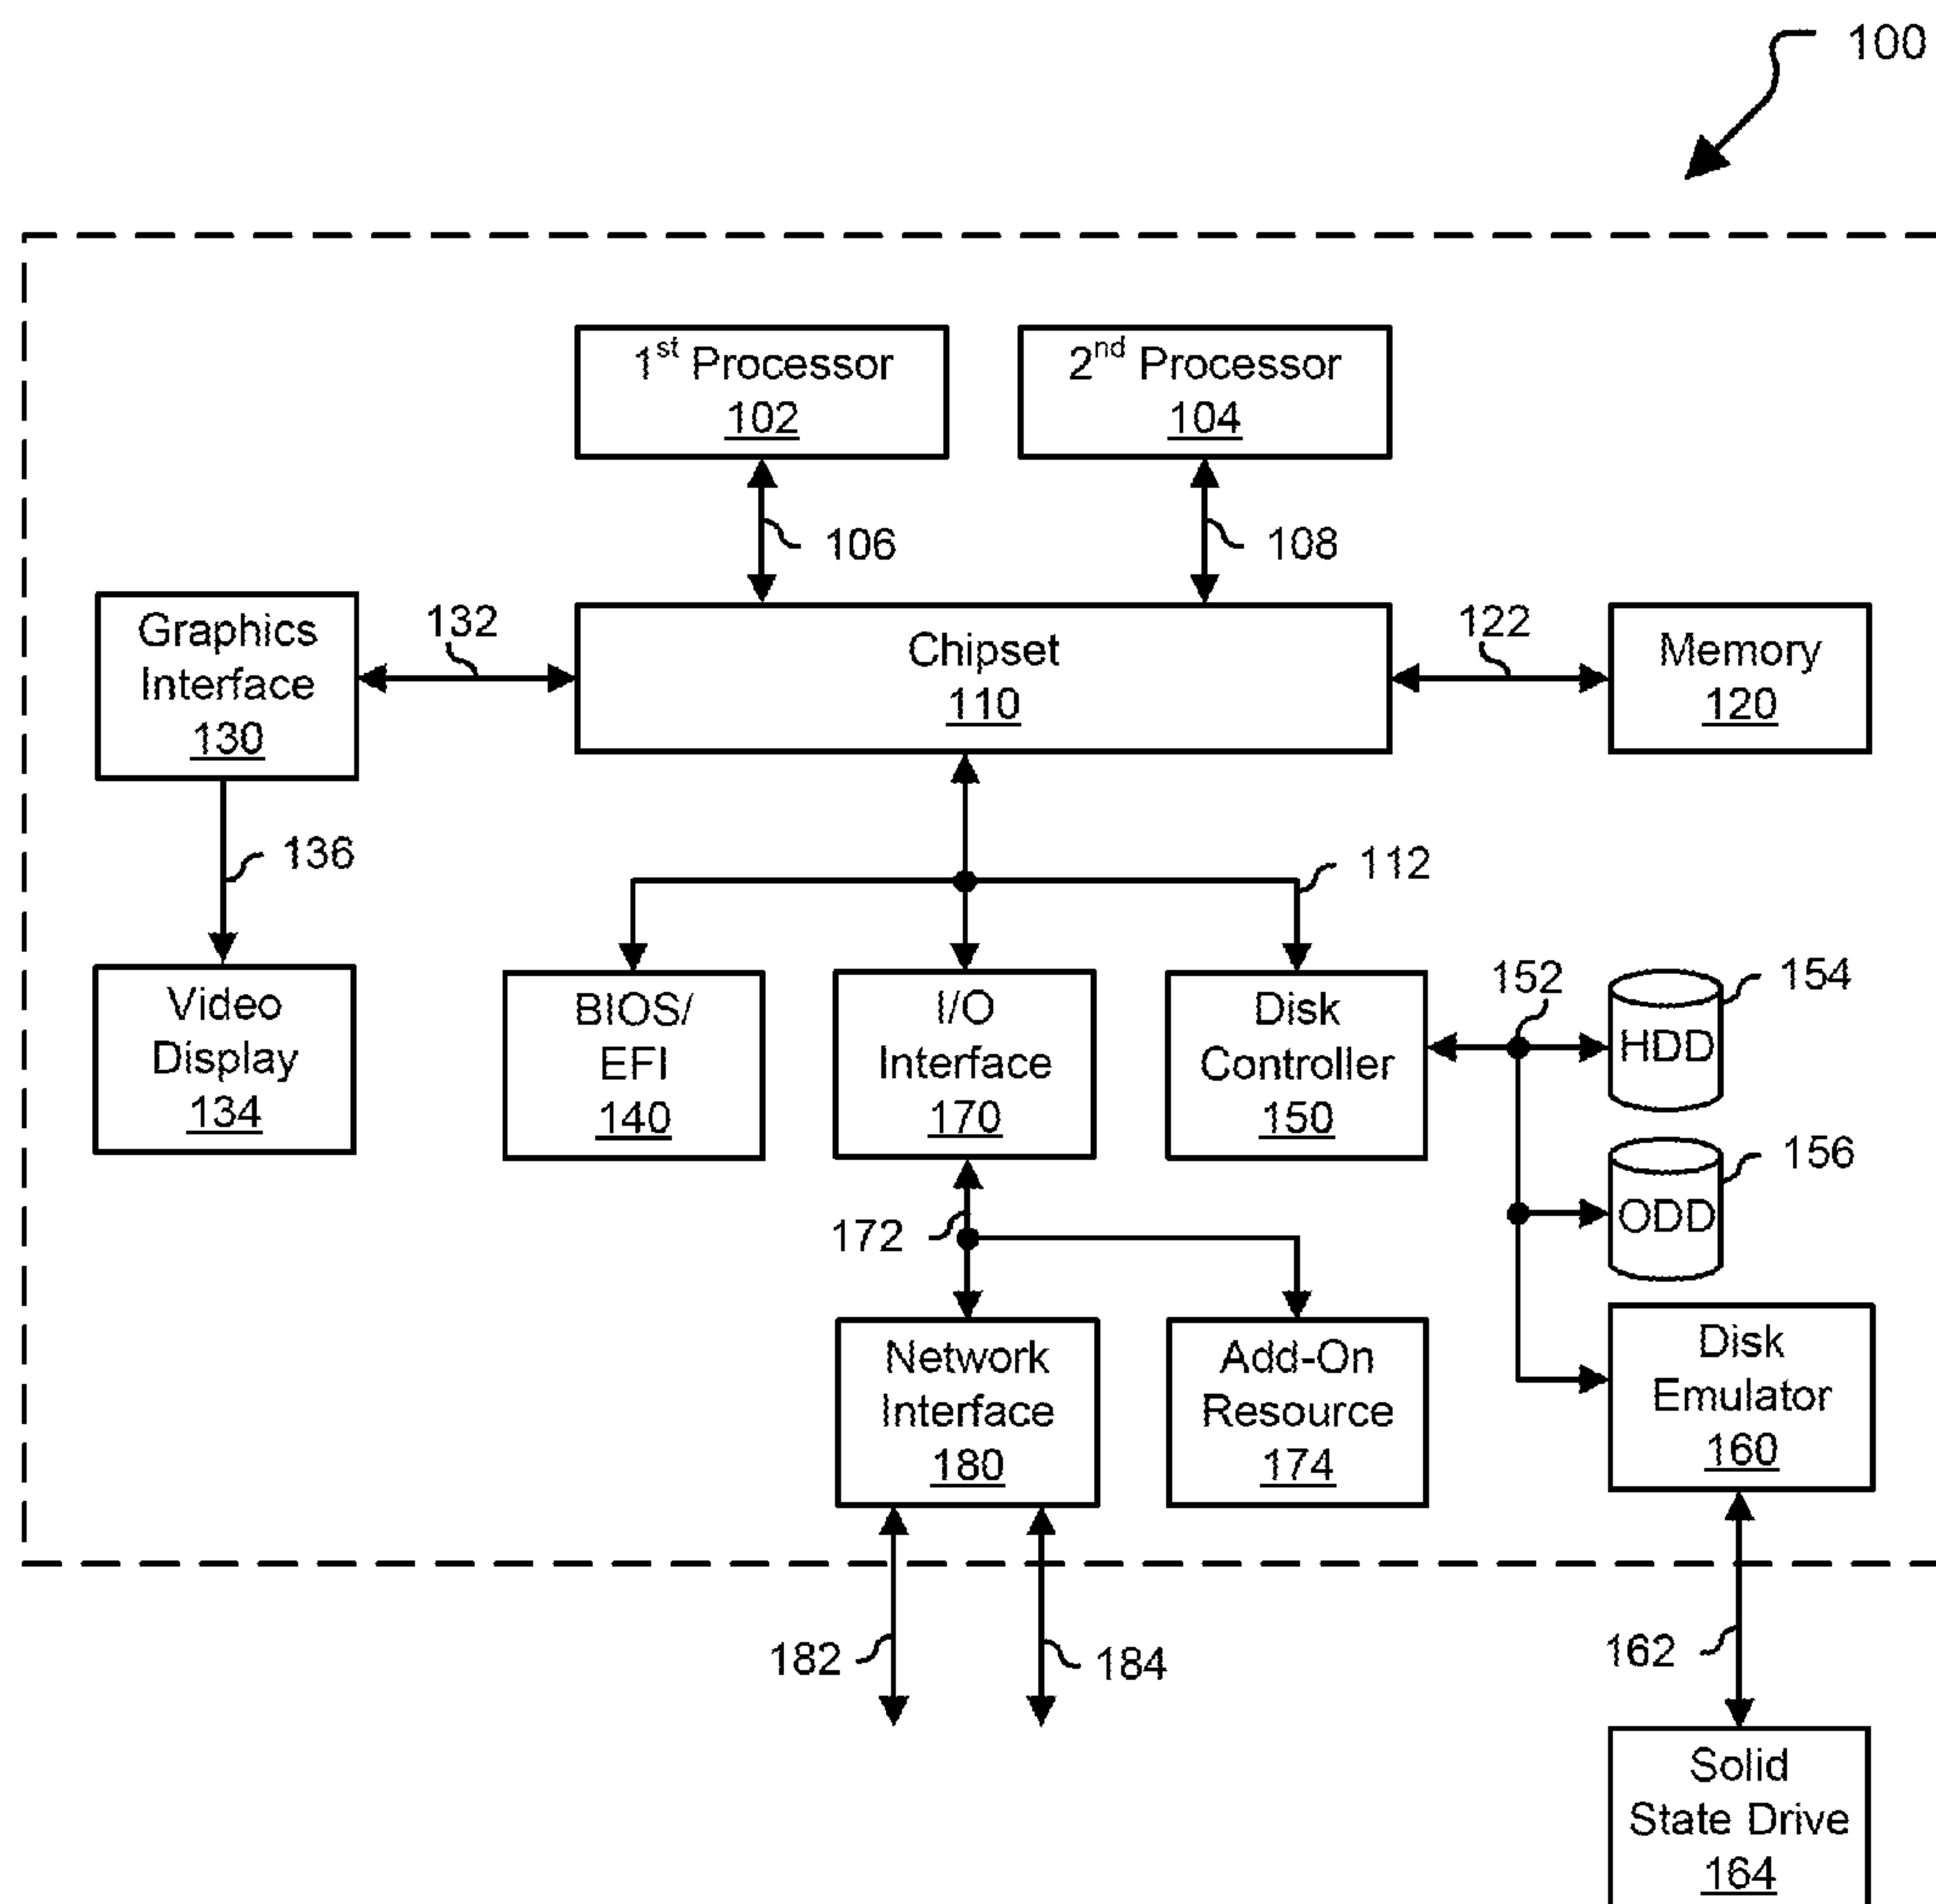 100
1st Processor
102
2nd Processor
104
106
108
Graphics
Interface
130
132
Chipset
110
122
Memory
120
136
112
Video
Display
134
BIOS/
EFI
140
I/O
Interface
170
Disk
Controller
150
152
154
HDD
156
ODD
172
Network
Interface
180
Add-On
Resource
174
Disk
Emulator
160
182
184
162
Solid
State Drive
164